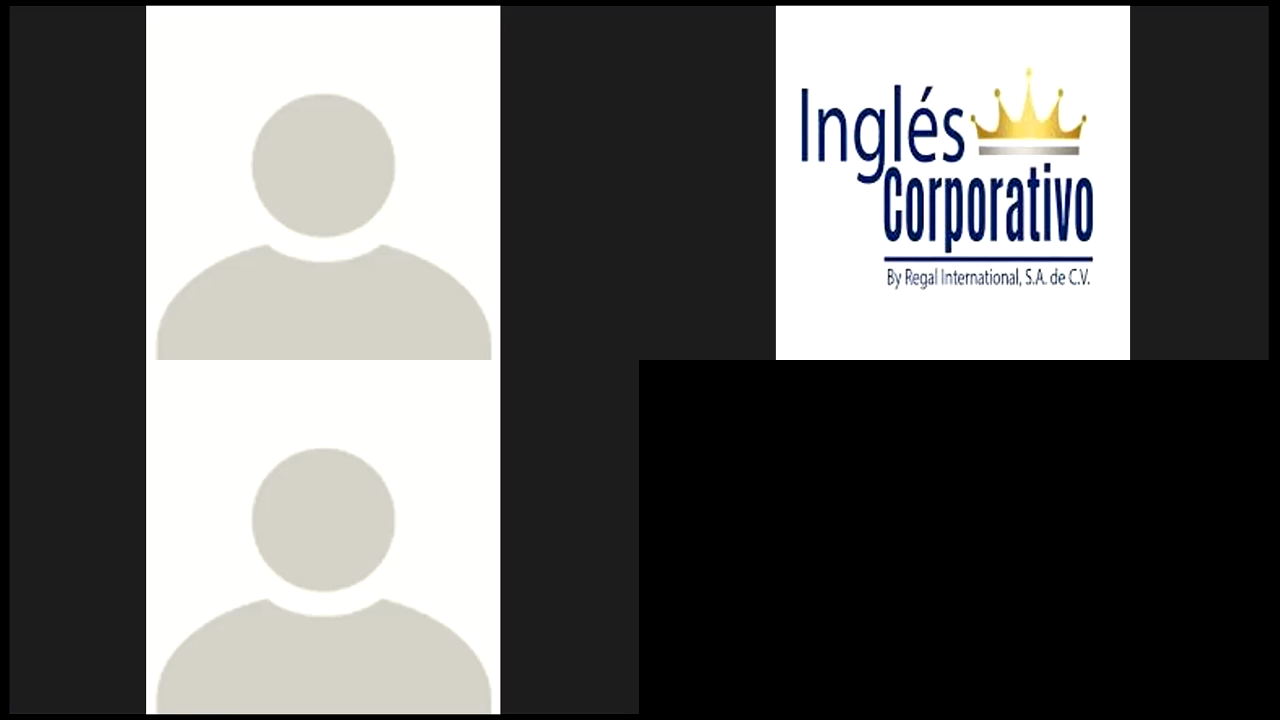 Inglés
Corporativo
By Regal International, S.A. de C.V.